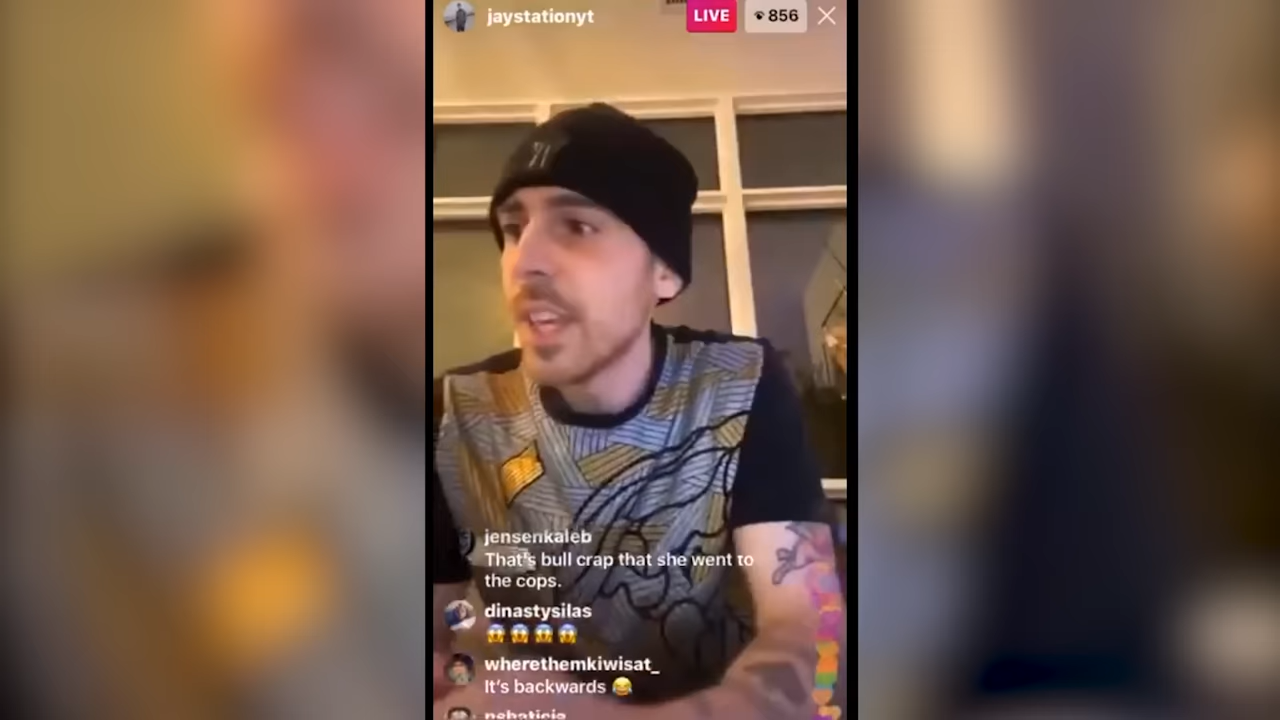 jaystationyt
LIVE
856
jensenkaleb
That's bull crap that she went to
the cops.
dinastysilas
😱😱😱😱
wherethemkiwisat_
It's backwards 😂